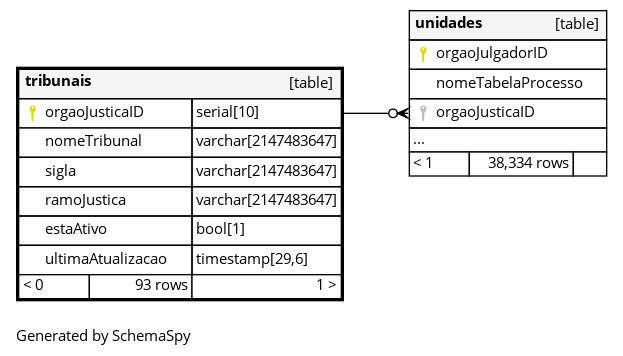 unidades [table]
orgaoJulgadorID
nomeTabelaProcesso
orgaoJusticaID
...
< 1 38,334 rows
tribunais [table]
orgaoJusticaID serial[10]
nomeTribunal varchar[2147483647]
sigla varchar[2147483647]
ramoJustica varchar[2147483647]
estaAtivo bool[1]
ultimaAtualizacao timestamp[29,6]
< 0 93 rows 1 >
Generated by SchemaSpy